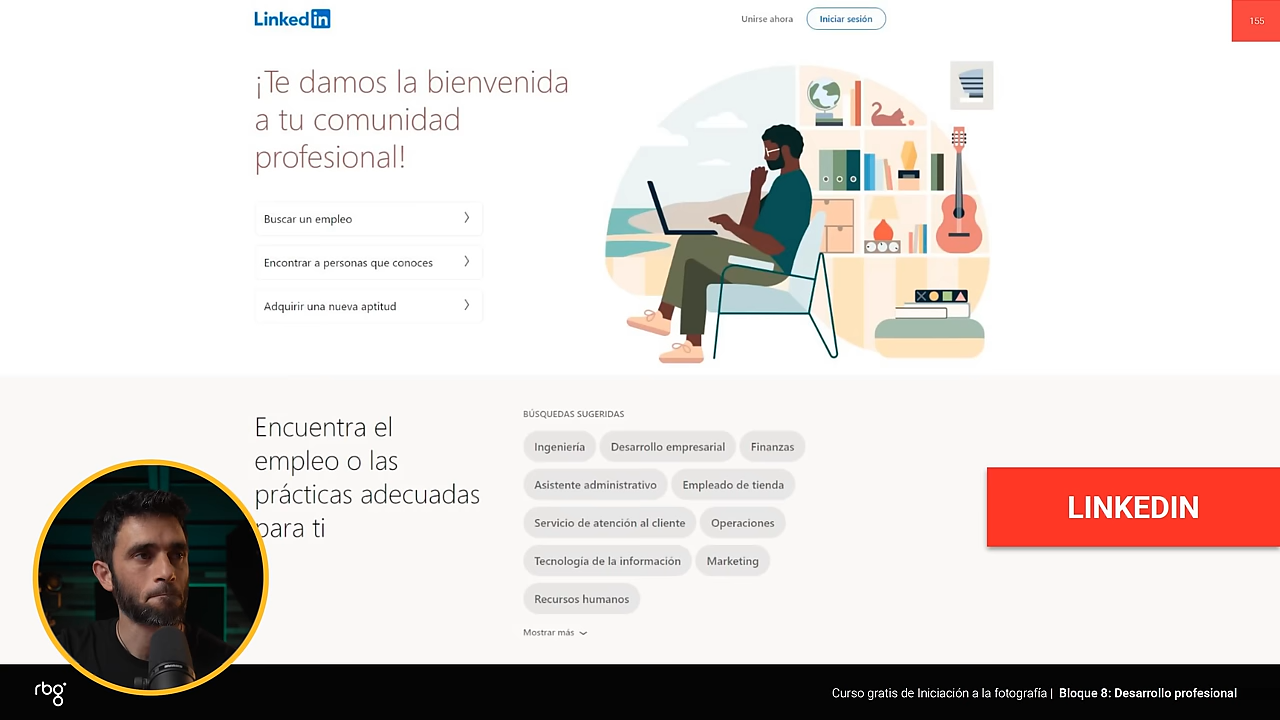 LinkedIn
Unirse ahora
Iniciar sesión
155
¡Te damos la bienvenida
a tu comunidad
profesional!
Buscar un empleo
Encontrar a personas que conoces
Adquirir una nueva aptitud
Encuentra el
empleo o las
prácticas adecuadas
para ti
BÚSQUEDAS SUGERIDAS
Ingeniería
Desarrollo empresarial
Finanzas
Asistente administrativo
Empleado de tienda
Servicio de atención al cliente
Operaciones
Tecnología de la información
Marketing
Recursos humanos
Mostrar más
LINKEDIN
rbg
Curso gratis de Iniciación a la fotografía | Bloque 8: Desarrollo profesional